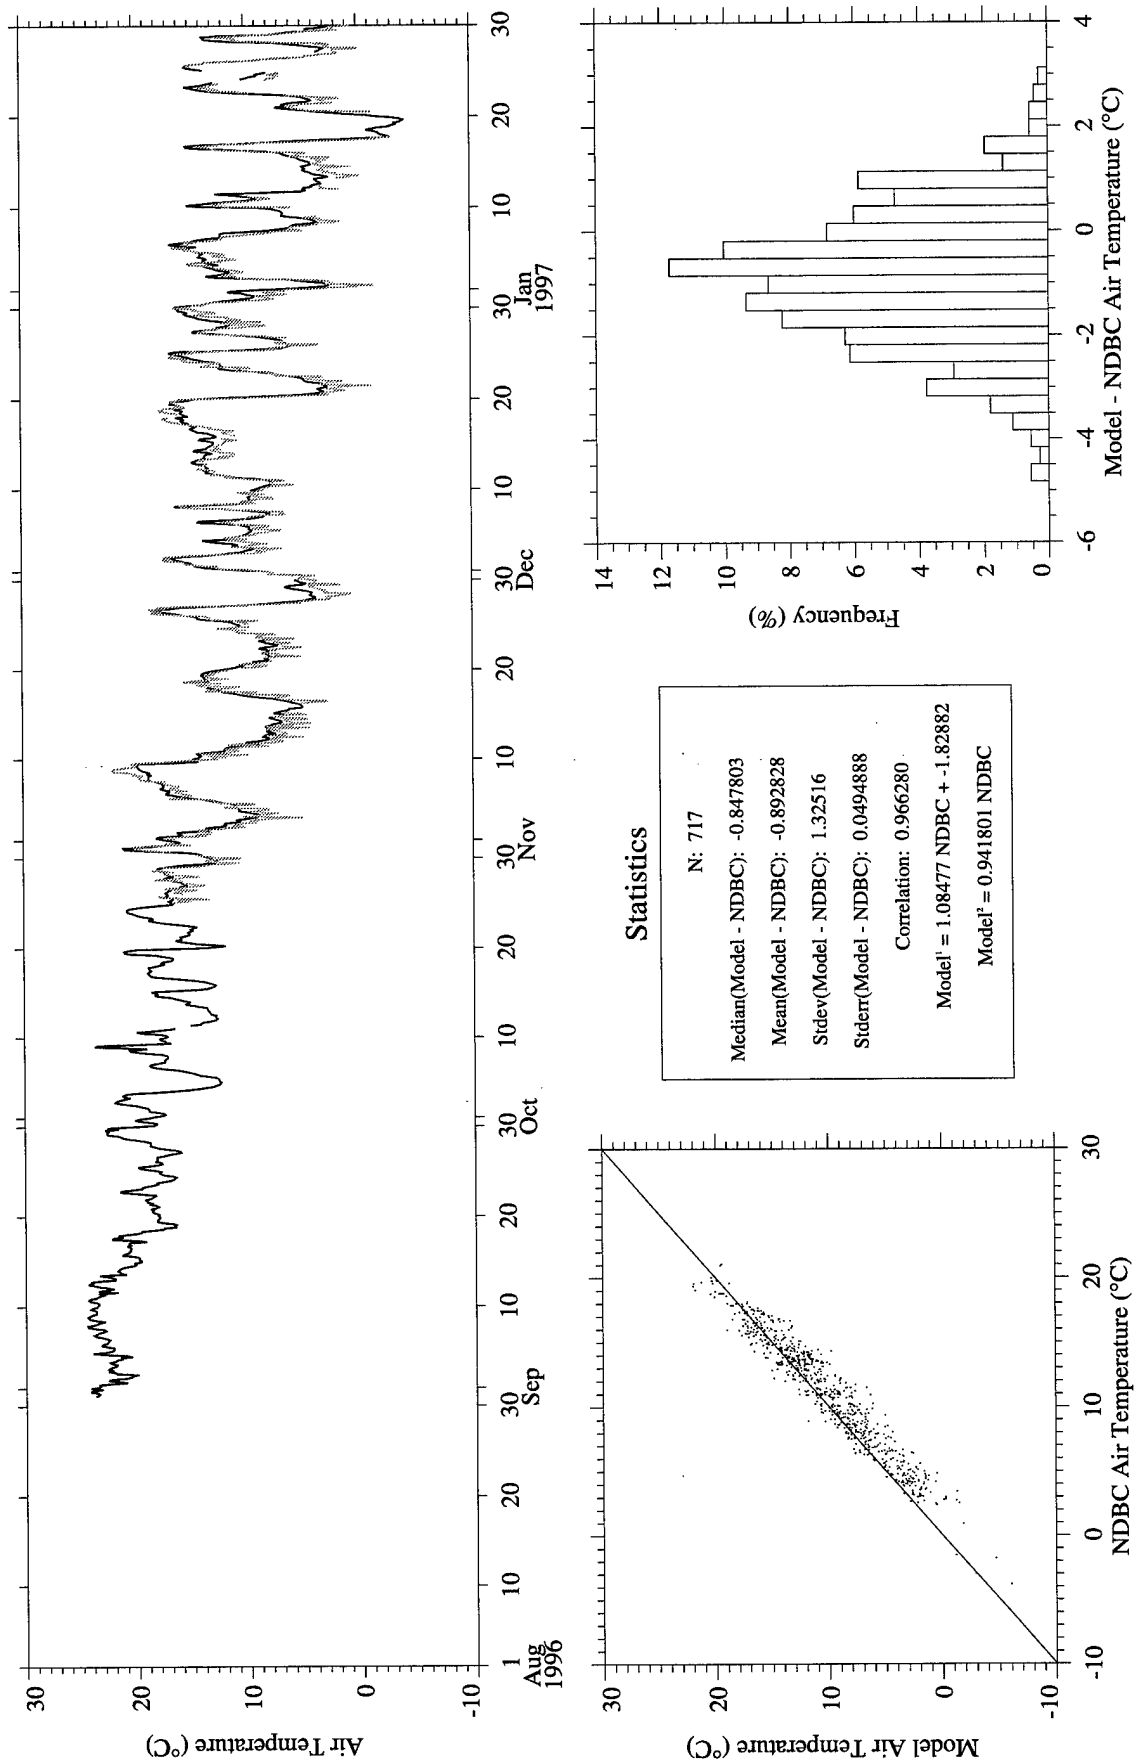 Air Temperature (°C)
30
20
10
0
-10
1 10 20 30 10 20 30 10 20 30 10 20 30 10 20 30 10 20 30
Aug Sep Oct Nov Dec Jan
1996 1997
Model Air Temperature (°C)
30
20
10
0
-10
-10 0 10 20 30
NDBC Air Temperature (°C)
Statistics
N: 717
Median(Model - NDBC): -0.847803
Mean(Model - NDBC): -0.892828
Stdev(Model - NDBC): 1.32516
Stderr(Model - NDBC): 0.0494888
Correlation: 0.966280
Model¹ = 1.08477 NDBC + -1.82882
Model² = 0.941801 NDBC
Frequency (%)
14
12
10
8
6
4
2
0
-6 -4 -2 0 2 4
Model - NDBC Air Temperature (°C)